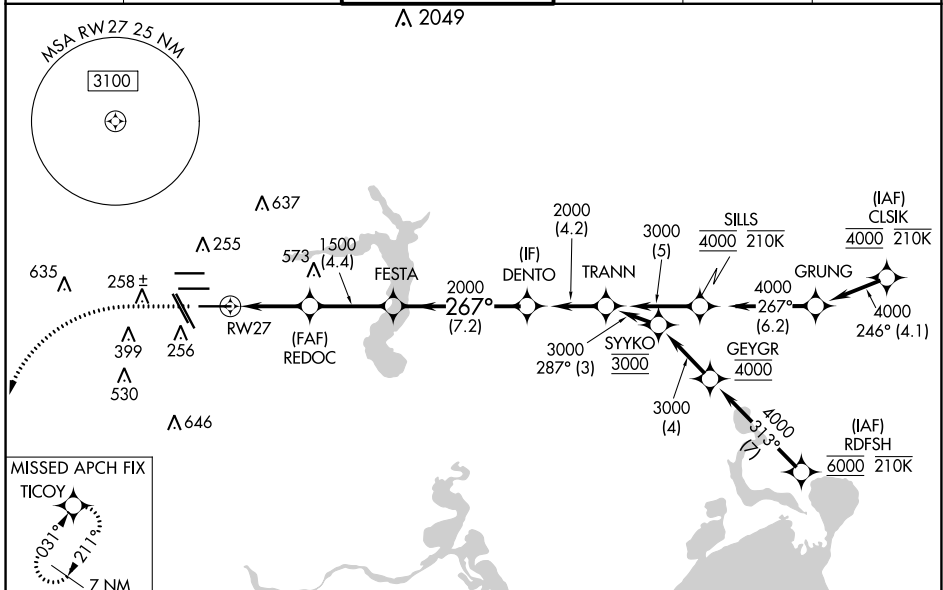 2049
MSA RW27 25 NM
3100
637
255
573
1500
(4.4)
635
258 ±
399
256
530
646
RW27
(FAF)
REDOC
FESTA
2000
267°
(7.2)
(IF)
DENTO
2000
(4.2)
TRANN
3000
(5)
SILLS
4000 210K
4000
267°
(6.2)
GRUNG
(IAF)
CLSIK
4000 210K
4000
246° (4.1)
3000
287° (3)
SYYKO
3000
GEYGR
4000
3000
(4)
4000
313°
(7)
(IAF)
RDFSH
6000 210K
MISSED APCH FIX
TICOY
031°
211°
7 NM